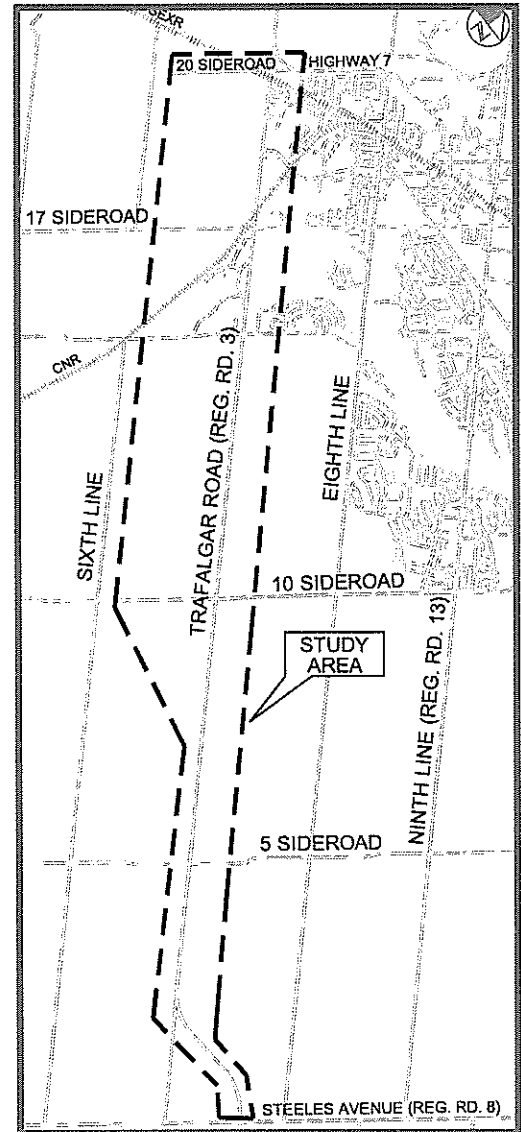 SEXR
20 SIDEROAD
HIGHWAY 7
17 SIDEROAD
CNR
TRAFALGAR ROAD (REG. RD. 3)
EIGHTH LINE
SIXTH LINE
10 SIDEROAD
STUDY
AREA
NINTH LINE (REG. RD. 13)
5 SIDEROAD
STEELES AVENUE (REG. RD. 8)